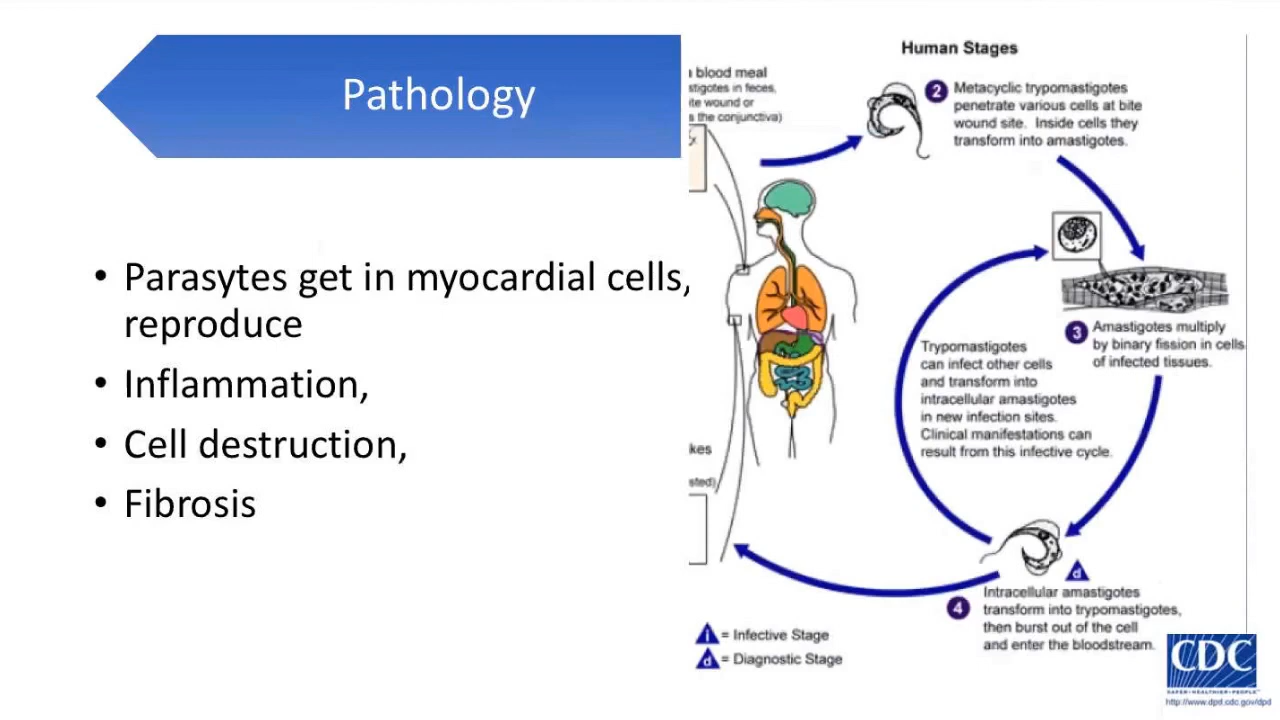 Pathology
• Parasytes get in myocardial cells,
reproduce
• Inflammation,
• Cell destruction,
• Fibrosis
Human Stages
blood meal
stigotes in feces,
ite wound or
s the conjunctiva)
2 Metacyclic trypomastigotes
penetrate various cells at bite
wound site. Inside cells they
transform into amastigotes.
3 Amastigotes multiply
by binary fission in cells
of infected tissues.
Trypomastigotes
can infect other cells
and transform into
intracellular amastigotes
in new infection sites.
Clinical manifestations can
result from this infective cycle.
kes
sted)
d
4 Intracellular amastigotes
transform into trypomastigotes,
then burst out of the cell
and enter the bloodstream.
i = Infective Stage
d = Diagnostic Stage
CDC
SAFER•HEALTHIER•PEOPLE™
http://www.dpd.cdc.gov/dpd